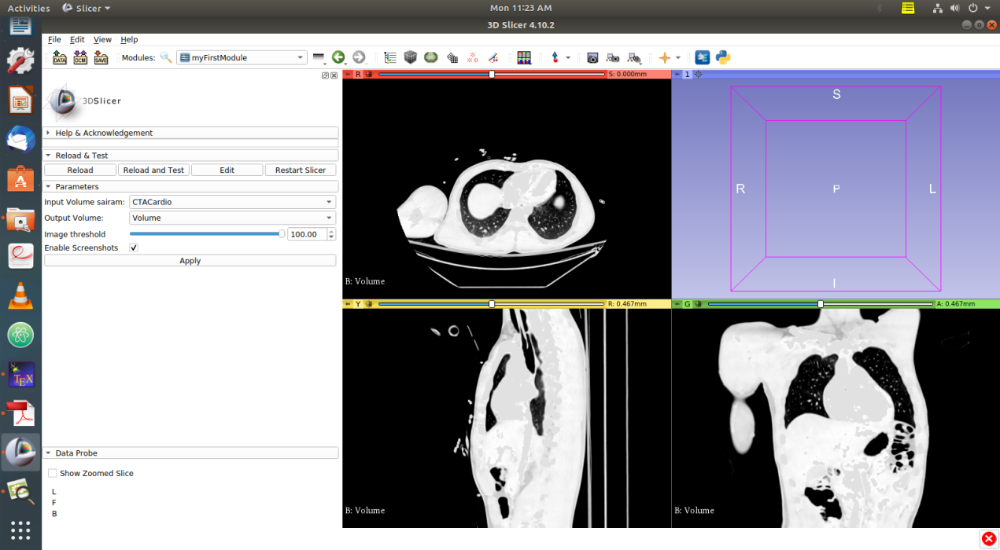 Activities Slicer Mon 11:23 AM
3D Slicer 4.10.2
File Edit View Help
DATA DCM SAVE Modules: myFirstModule
R S: 0.000mm 1
3DSlicer
Help & Acknowledgement
Reload & Test
Reload Reload and Test Edit Restart Slicer
Parameters
Input Volume sairam: CTACardio
Output Volume: Volume
Image threshold 100.00
Enable Screenshots
Apply
Data Probe
Show Zoomed Slice
L
F
B
B: Volume
S
R P L
I
Y R: 0.467mm
G A: 0.467mm
B: Volume
B: Volume
TEX